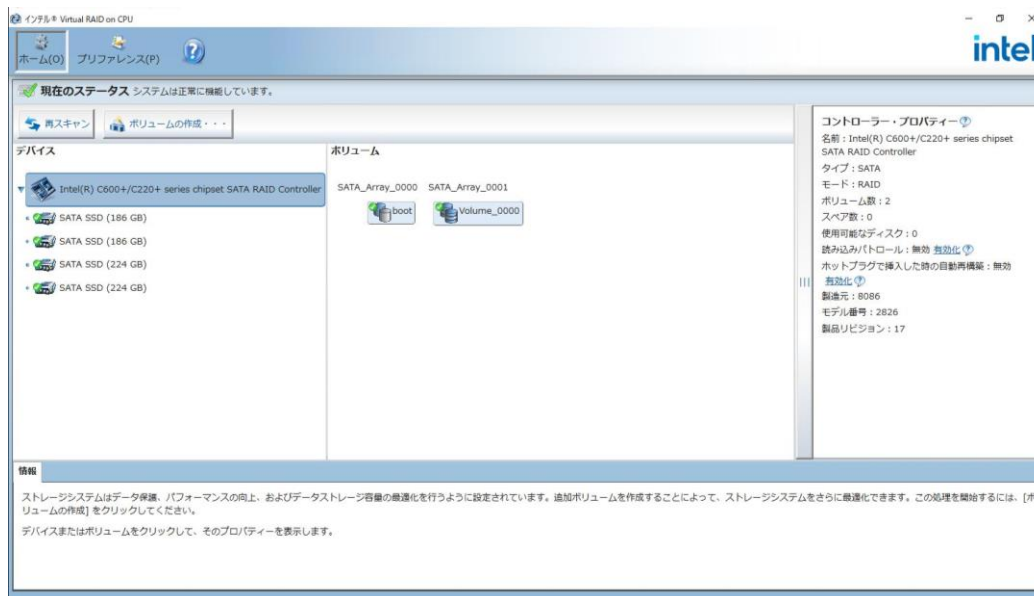 インテル® Virtual RAID on CPU
ホーム(O) プリファレンス(P)
intel
現在のステータス システムは正常に機能しています。
再スキャン ボリュームの作成・・・
デバイス
Intel(R) C600+/C220+ series chipset SATA RAID Controller
SATA SSD (186 GB)
SATA SSD (186 GB)
SATA SSD (224 GB)
SATA SSD (224 GB)
ボリューム
SATA_Array_0000 SATA_Array_0001
boot Volume_0000
コントローラー・プロパティー
名前：Intel(R) C600+/C220+ series chipset
SATA RAID Controller
タイプ：SATA
モード：RAID
ボリューム数：2
スペア数：0
使用可能なディスク：0
読み込みパトロール：無効 有効化
ホットプラグで挿入した時の自動再構築：無効
有効化
製造元：8086
モデル番号：2826
製品リビジョン：17
情報
ストレージシステムはデータ保護、パフォーマンスの向上、およびデータストレージ容量の最適化を行うように設定されています。追加ボリュームを作成することによって、ストレージシステムをさらに最適化できます。この処理を開始するには、[ボ
リュームの作成] をクリックしてください。
デバイスまたはボリュームをクリックして、そのプロパティーを表示します。